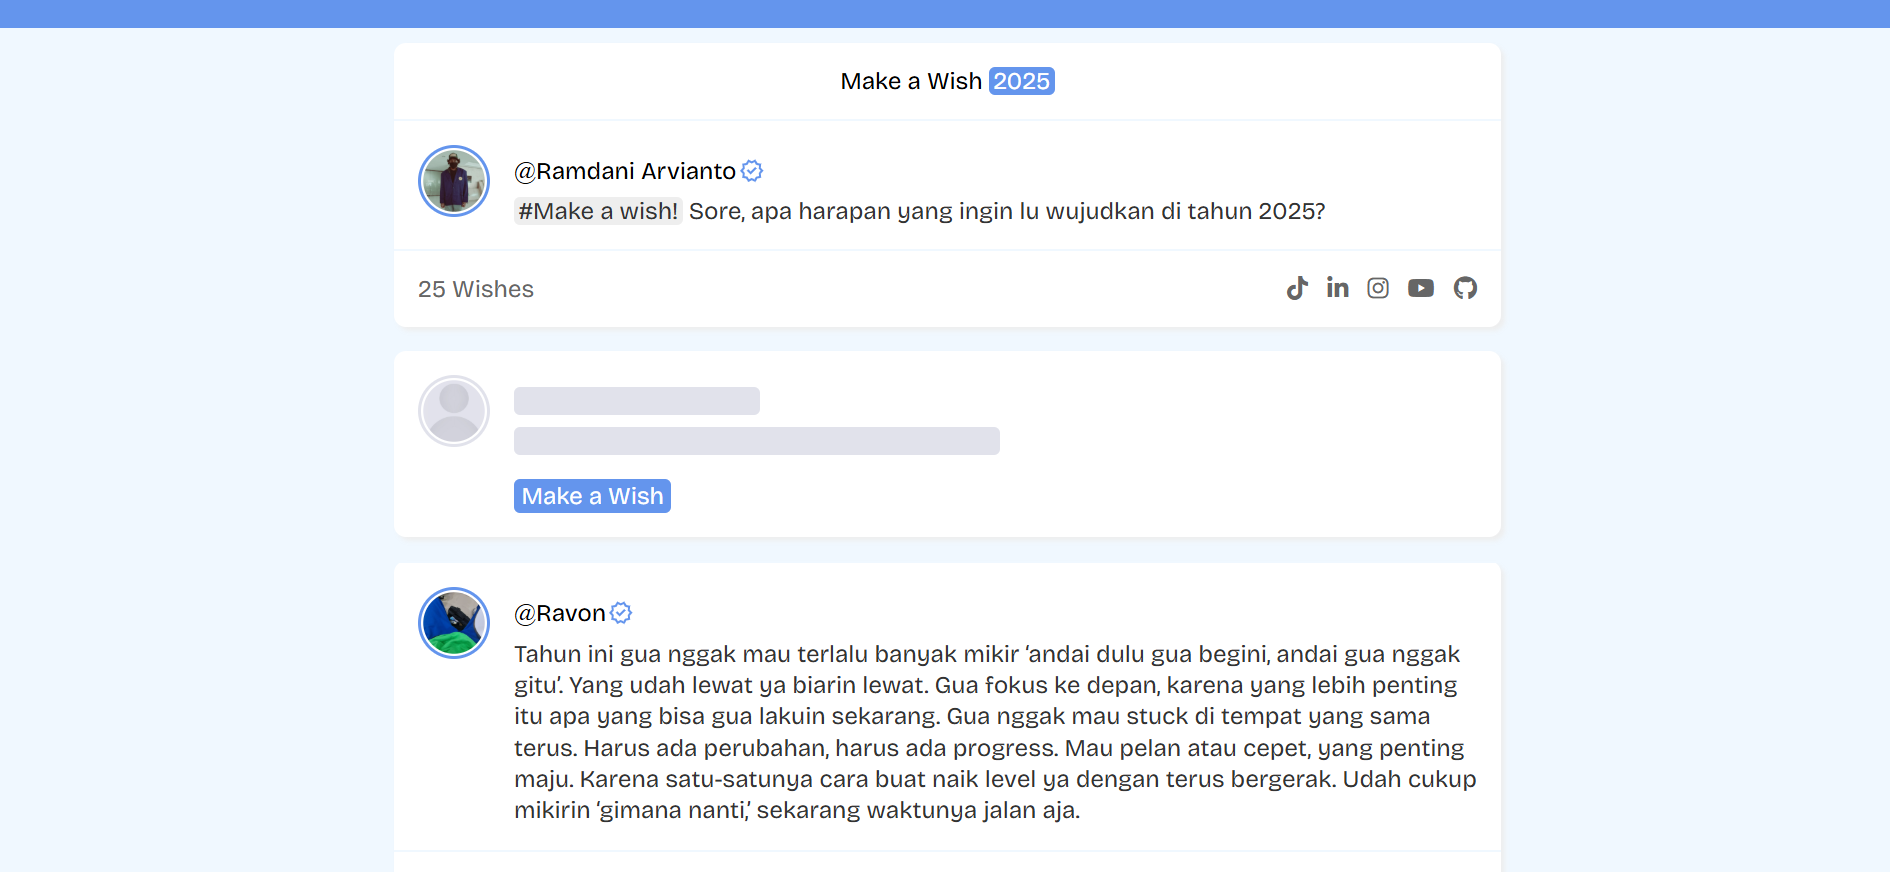 Make a Wish 2025
@Ramdani Arvianto
#Make a wish! Sore, apa harapan yang ingin lu wujudkan di tahun 2025?
25 Wishes
Make a Wish
@Ravon
Tahun ini gua nggak mau terlalu banyak mikir ‘andai dulu gua begini, andai gua nggak
gitu’. Yang udah lewat ya biarin lewat. Gua fokus ke depan, karena yang lebih penting
itu apa yang bisa gua lakuin sekarang. Gua nggak mau stuck di tempat yang sama
terus. Harus ada perubahan, harus ada progress. Mau pelan atau cepet, yang penting
maju. Karena satu-satunya cara buat naik level ya dengan terus bergerak. Udah cukup
mikirin ‘gimana nanti,’ sekarang waktunya jalan aja.